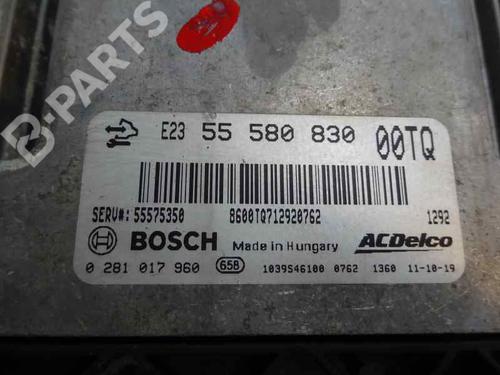 B-PARTS
E23 55 580 830 00TQ
SERV#: 55575350 8600TQ712920762 1292
BOSCH Made in Hungary ACDelco
0 281 017 960 658 1039S46100 0762 1360 11-10-19